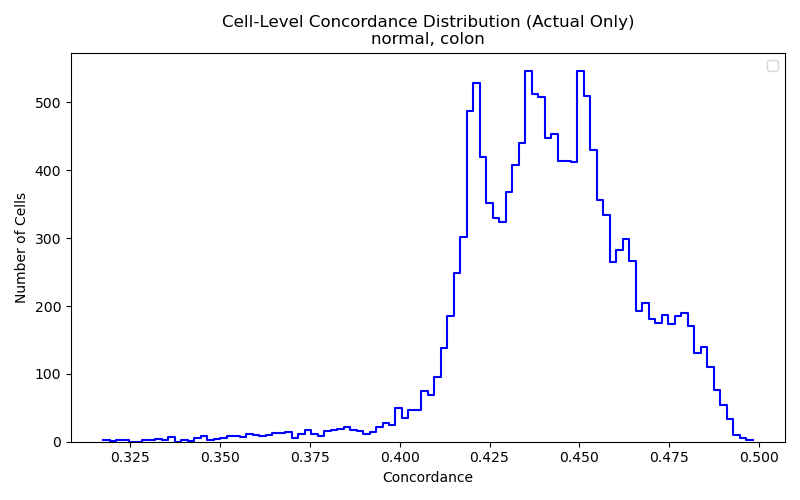 Cell-Level Concordance Distribution (Actual Only)
normal, colon
Number of Cells
500
400
300
200
100
0
0.325 0.350 0.375 0.400 0.425 0.450 0.475 0.500
Concordance